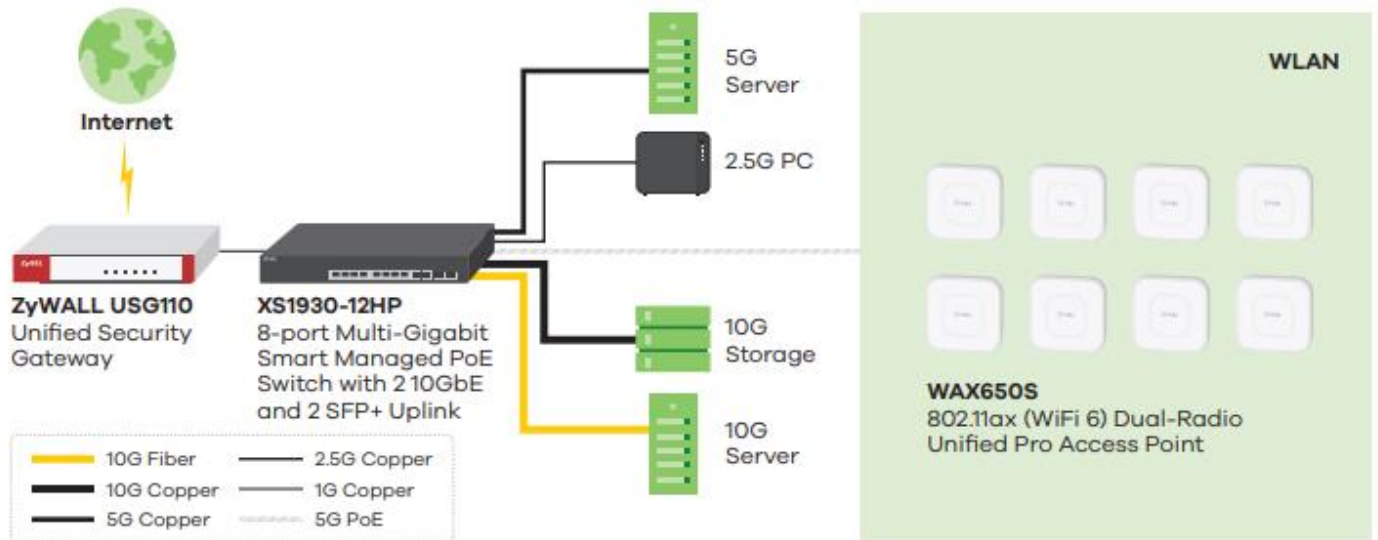 Internet
ZyWALL USG110
Unified Security
Gateway
XS1930-12HP
8-port Multi-Gigabit
Smart Managed PoE
Switch with 2 10GbE
and 2 SFP+ Uplink
10G Fiber
10G Copper
5G Copper
2.5G Copper
1G Copper
5G PoE
5G
Server
2.5G PC
10G
Storage
10G
Server
WLAN
WAX650S
802.11ax (WiFi 6) Dual-Radio
Unified Pro Access Point